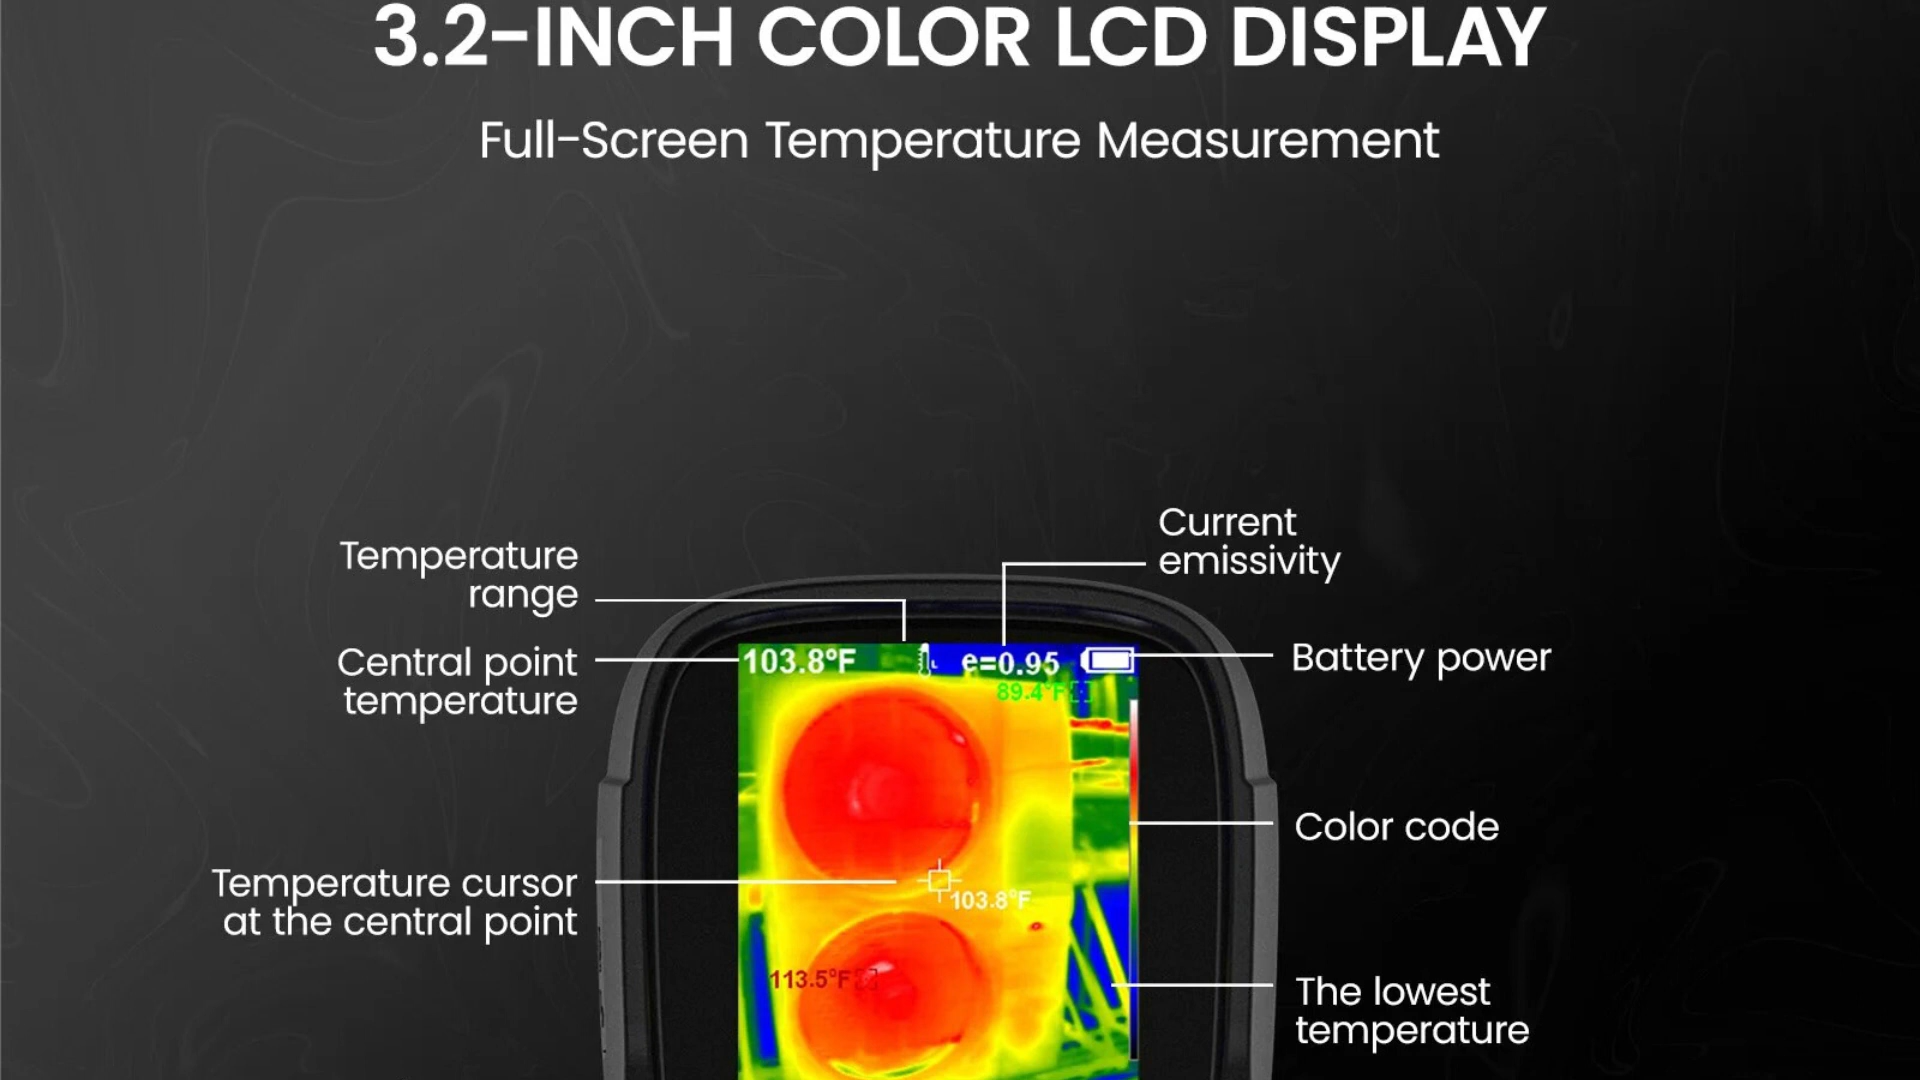 3.2-INCH COLOR LCD DISPLAY
Full-Screen Temperature Measurement
Current
emissivity
Temperature
range
Central point
temperature
103.8°F
e=0.95
Battery power
89.4°F
Color code
Temperature cursor
at the central point
103.8°F
113.5°F
The lowest
temperature